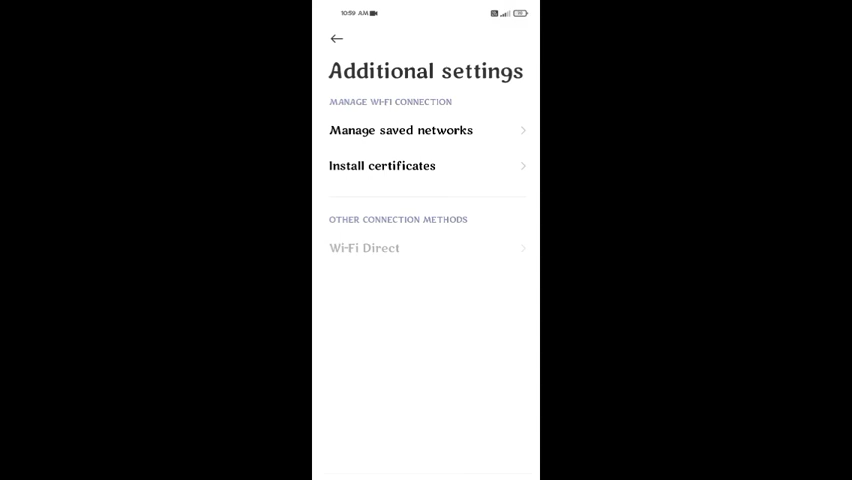 10:59 AM
Additional settings
MANAGE WI-FI CONNECTION
Manage saved networks
Install certificates
OTHER CONNECTION METHODS
Wi-Fi Direct